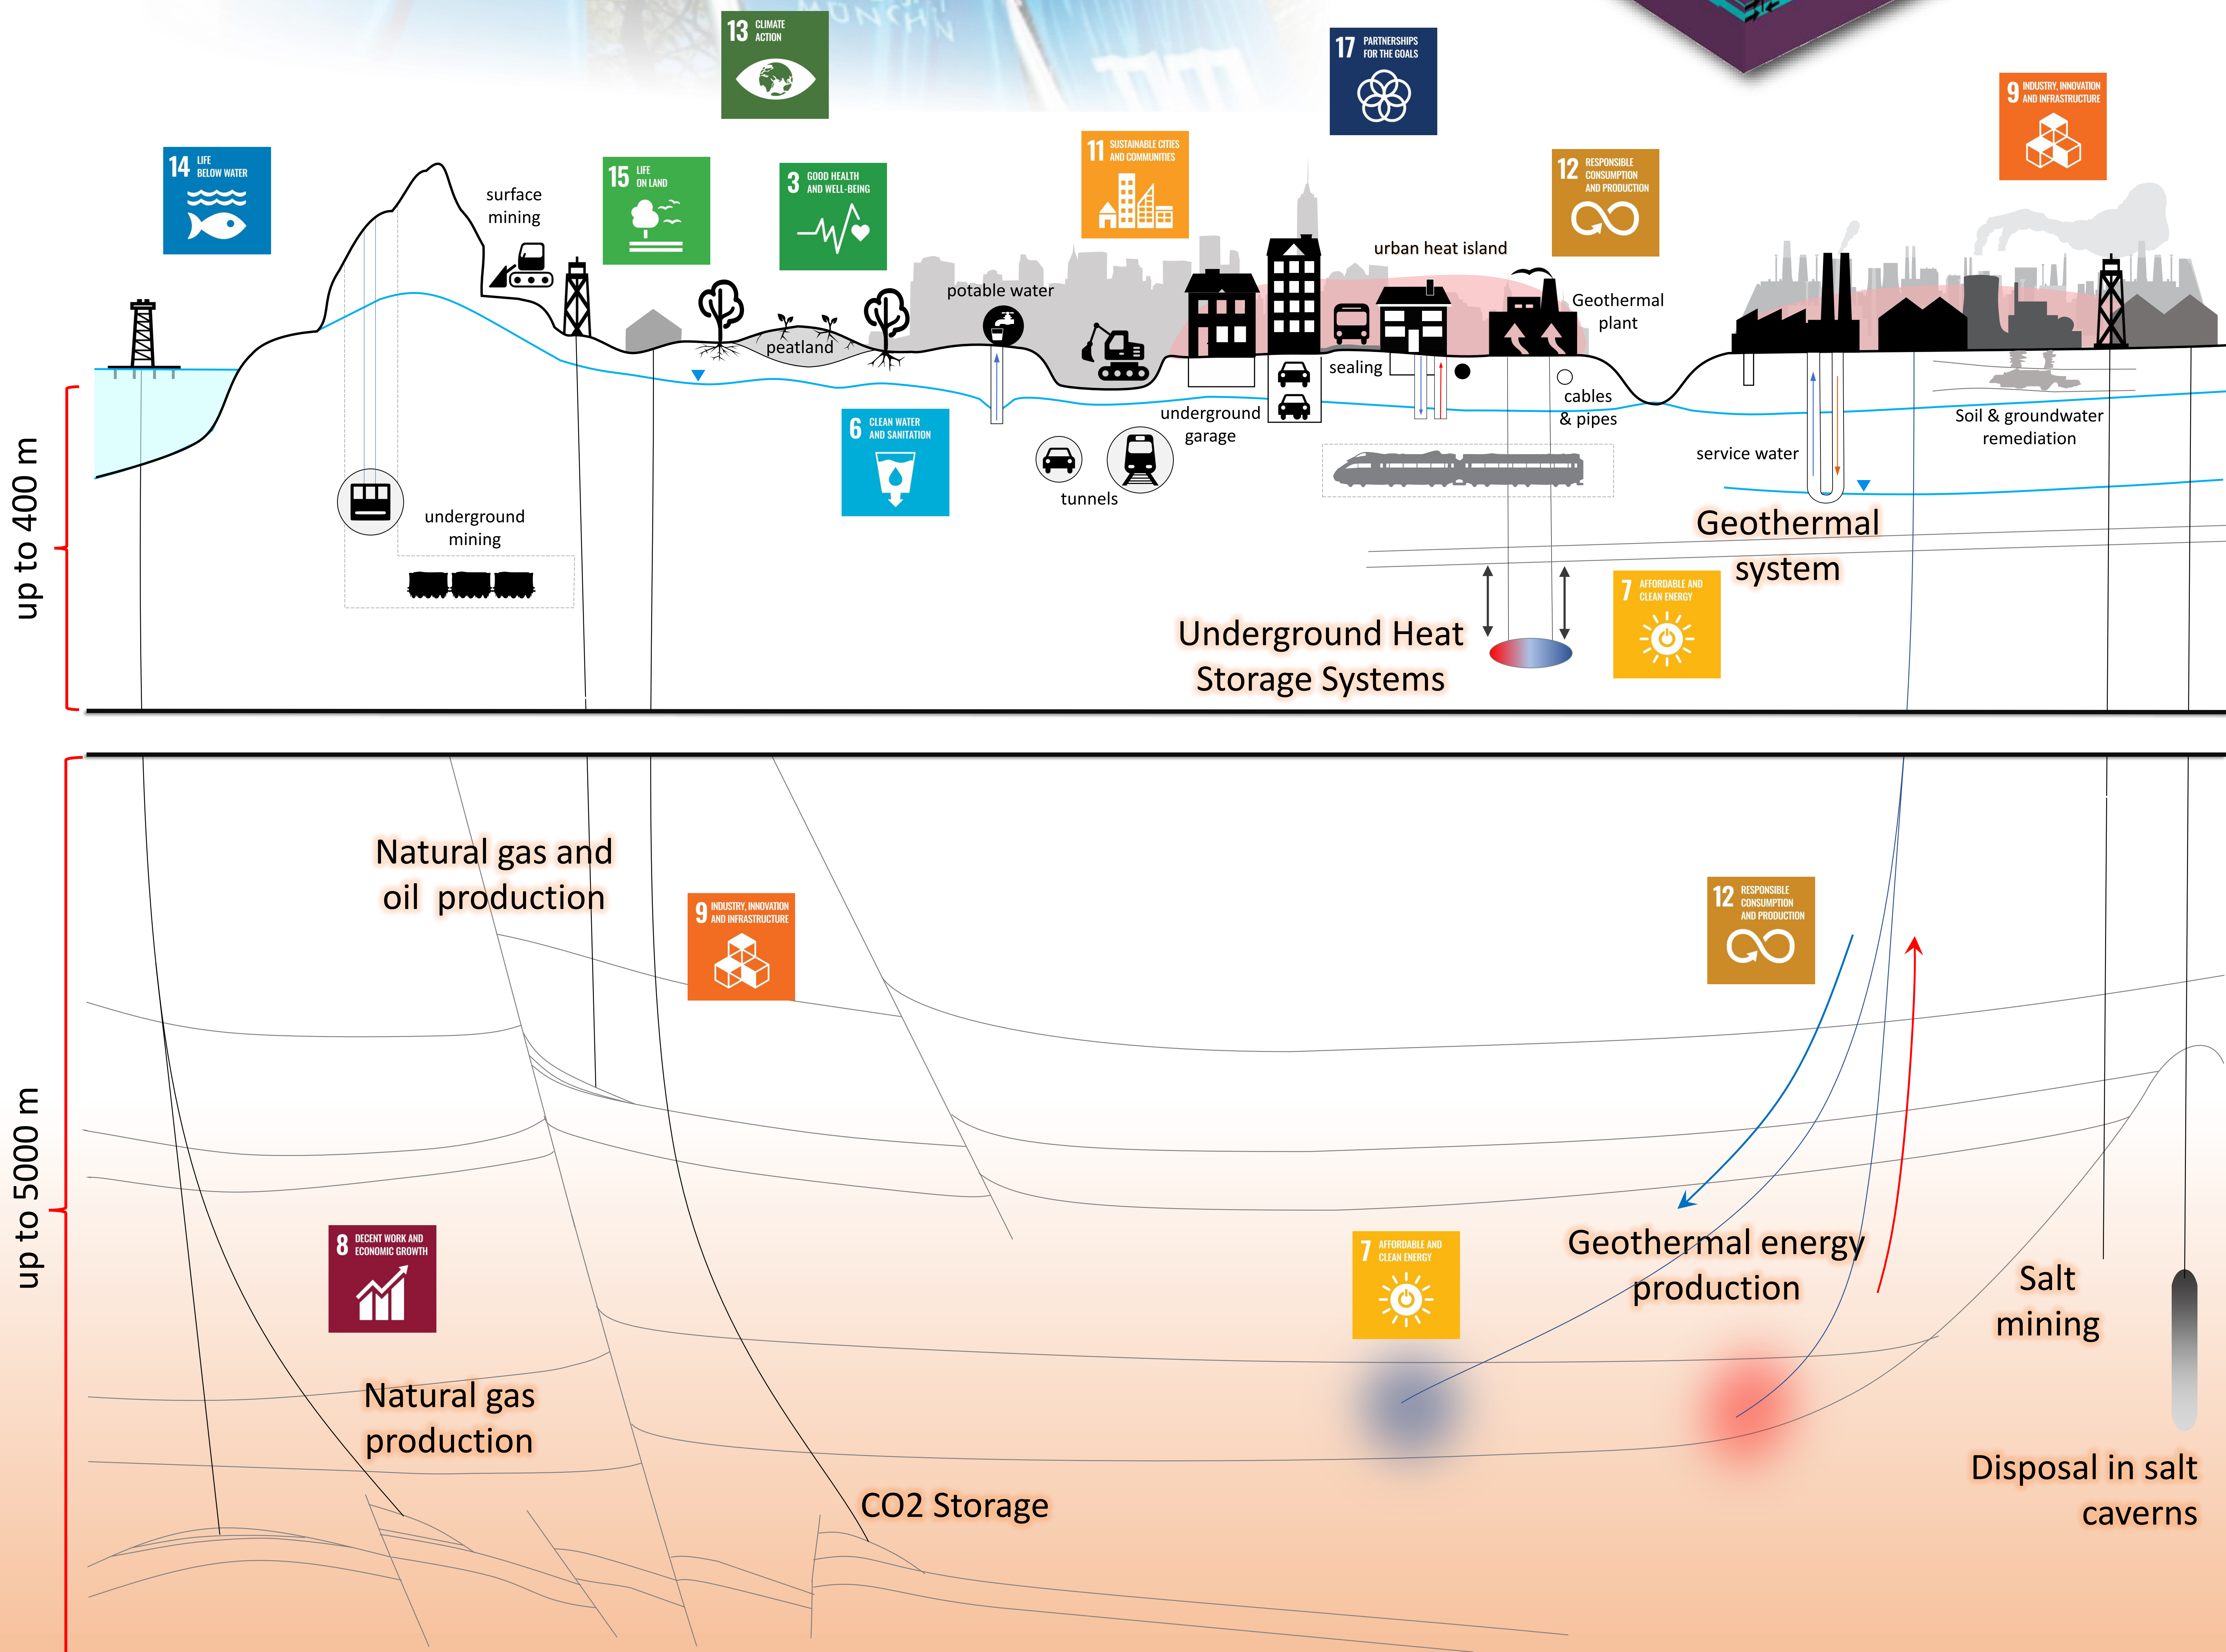 MÖNCH
13 CLIMATE
ACTION
17 PARTNERSHIPS
FOR THE GOALS
9 INDUSTRY, INNOVATION
AND INFRASTRUCTURE
14 LIFE
BELOW WATER
surface
mining
15 LIFE
ON LAND
3 GOOD HEALTH
AND WELL-BEING
11 SUSTAINABLE CITIES
AND COMMUNITIES
12 RESPONSIBLE
CONSUMPTION
AND PRODUCTION
urban heat island
potable water
Geothermal
plant
peatland
sealing
cables
& pipes
underground
garage
6 CLEAN WATER
AND SANITATION
Soil & groundwater
remediation
service water
tunnels
underground
mining
up to 400 m
Geothermal
system
7 AFFORDABLE AND
CLEAN ENERGY
Underground Heat
Storage Systems
Natural gas and
oil production
9 INDUSTRY, INNOVATION
AND INFRASTRUCTURE
12 RESPONSIBLE
CONSUMPTION
AND PRODUCTION
up to 5000 m
8 DECENT WORK AND
ECONOMIC GROWTH
7 AFFORDABLE AND
CLEAN ENERGY
Geothermal energy
production
Salt
mining
Natural gas
production
CO2 Storage
Disposal in salt
caverns